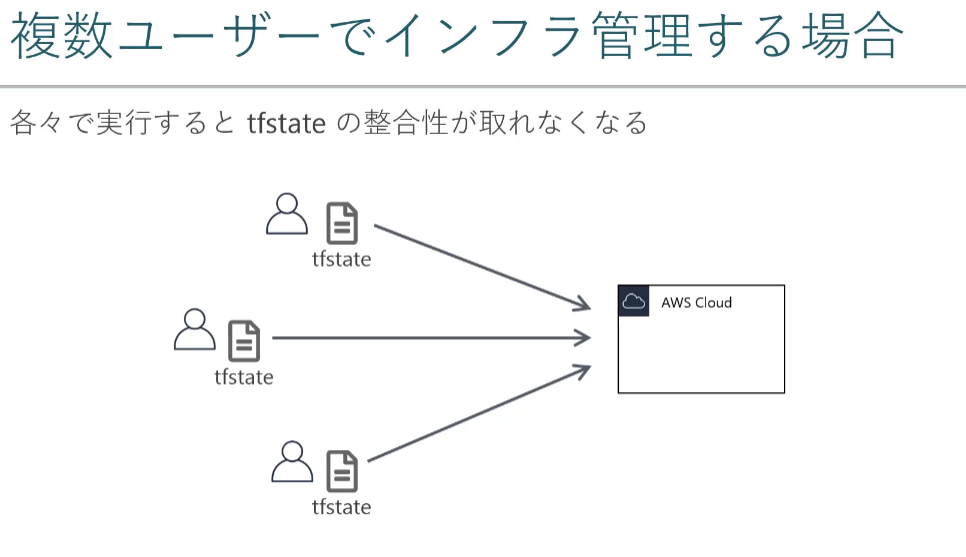 複数ユーザーでインフラ管理する場合
各々で実行すると tfstate の整合性が取れなくなる
tfstate
AWS Cloud
tfstate
tfstate